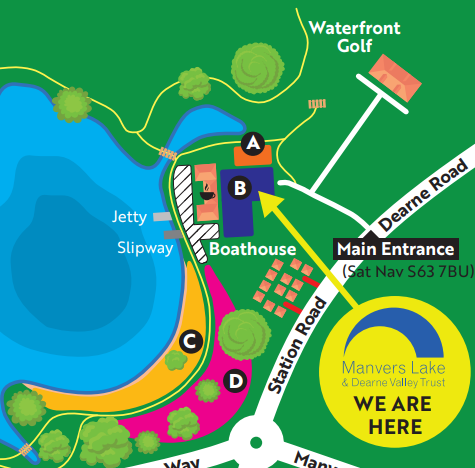 Waterfront
Golf
A
B
Dearne Road
Jetty
Slipway
Boathouse
Main Entrance
(Sat Nav S63 7BU)
Station Road
C
D
Manvers Lake
& Dearne Valley Trust
WE ARE
HERE
Way